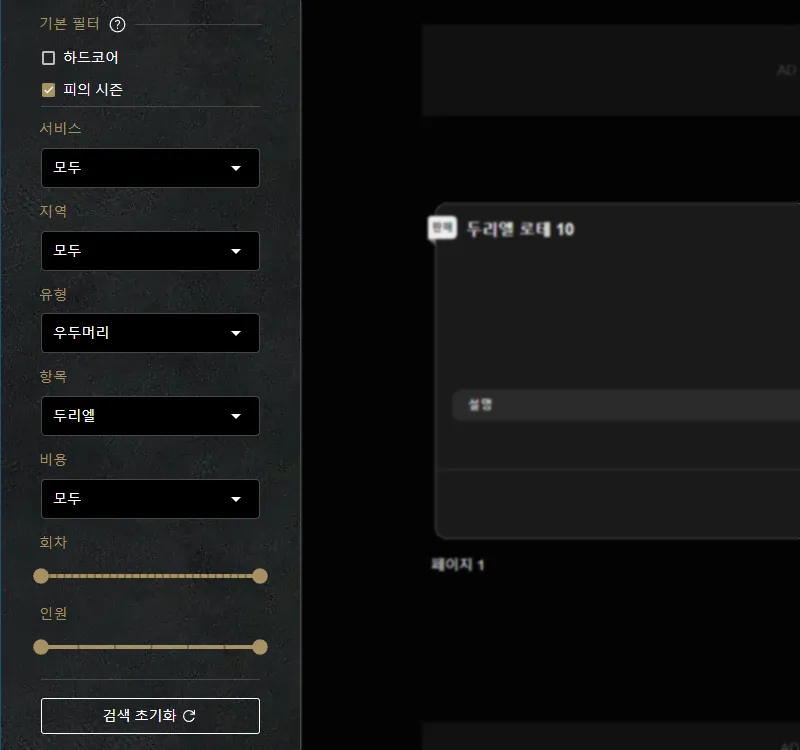 기본 필터 ?
하드코어
피의 시즌
서비스
모두
지역
모두
유형
우두머리
항목
두리엘
비용
모두
회차
인원
검색 초기화
AD
판매 두리엘 로테 10
설명
페이지 1
AD